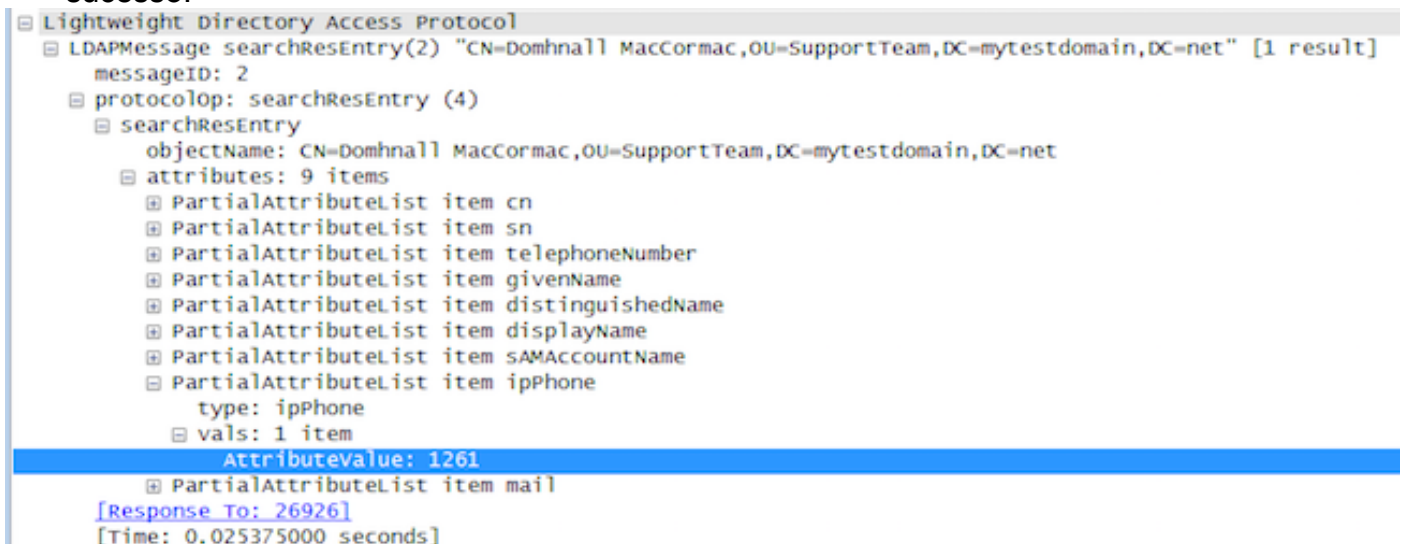 successo.
Lightweight Directory Access Protocol
LDAPMessage searchResEntry(2) "CN=Domhnall MacCormac,OU=SupportTeam,DC=mytestdomain,DC=net" [1 result]
messageID: 2
protocolOp: searchResEntry (4)
searchResEntry
objectName: CN=Domhnall MacCormac,OU=SupportTeam,DC=mytestdomain,DC=net
attributes: 9 items
PartialAttributeList item cn
PartialAttributeList item sn
PartialAttributeList item telephoneNumber
PartialAttributeList item givenName
PartialAttributeList item distinguishedName
PartialAttributeList item displayName
PartialAttributeList item sAMAccountName
PartialAttributeList item ipPhone
type: ipPhone
vals: 1 item
AttributeValue: 1261
PartialAttributeList item mail
[Response To: 26926]
[Time: 0.025375000 seconds]